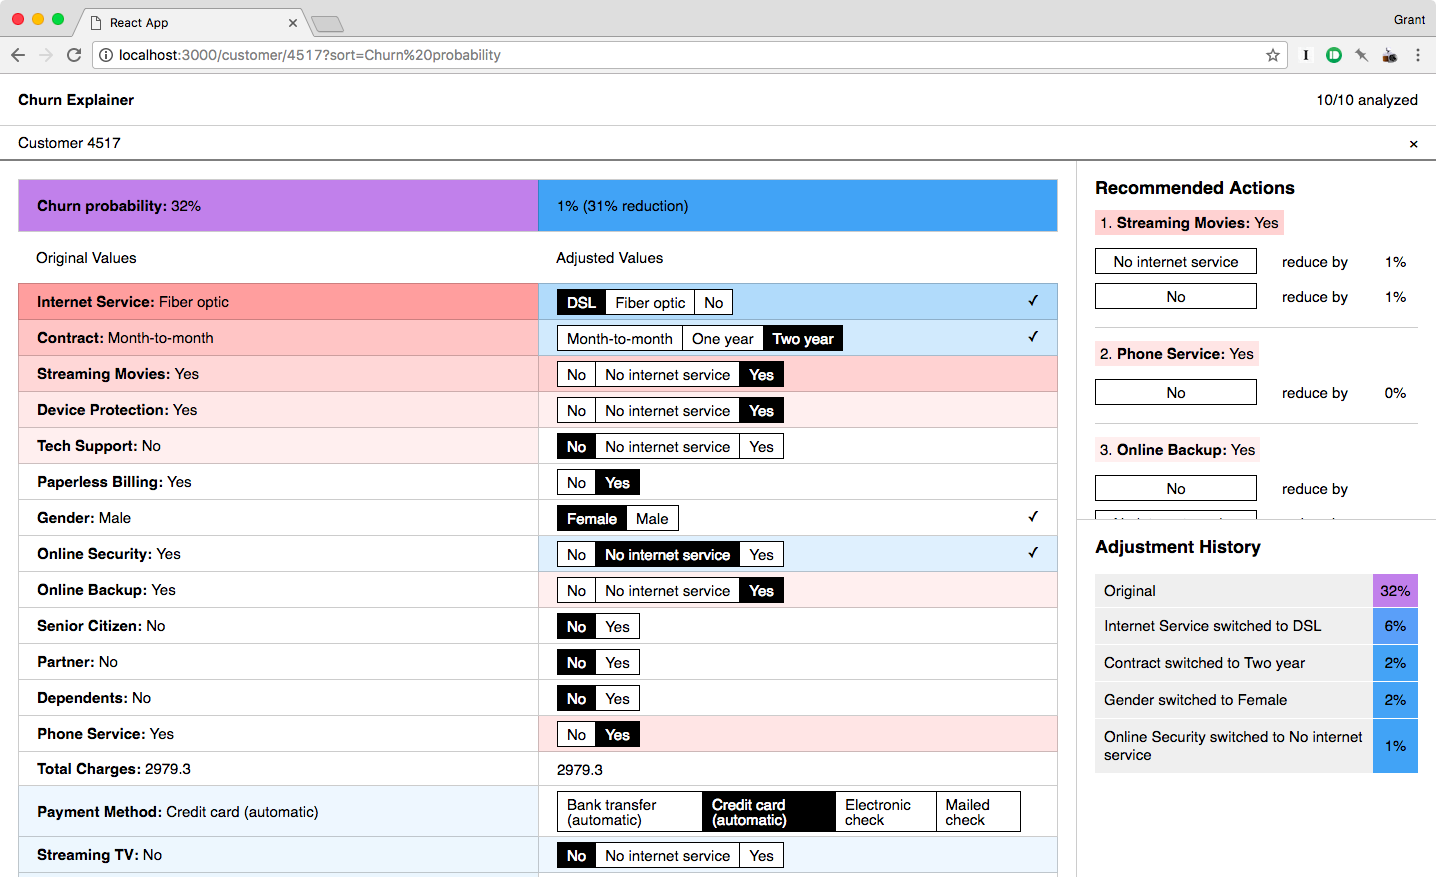 React App
Grant
localhost:3000/customer/4517?sort=Churn%20probability
Churn Explainer
10/10 analyzed
Customer 4517
×
Churn probability: 32%
1% (31% reduction)
Original Values
Adjusted Values
Internet Service: Fiber optic
DSL Fiber optic No ✓
Contract: Month-to-month
Month-to-month One year Two year ✓
Streaming Movies: Yes
No No internet service Yes
Device Protection: Yes
No No internet service Yes
Tech Support: No
No No internet service Yes
Paperless Billing: Yes
No Yes
Gender: Male
Female Male ✓
Online Security: Yes
No No internet service Yes ✓
Online Backup: Yes
No No internet service Yes
Senior Citizen: No
No Yes
Partner: No
No Yes
Dependents: No
No Yes
Phone Service: Yes
No Yes
Total Charges: 2979.3
2979.3
Payment Method: Credit card (automatic)
Bank transfer
(automatic)
Credit card
(automatic)
Electronic
check
Mailed
check
Streaming TV: No
No No internet service Yes
Recommended Actions
1. Streaming Movies: Yes
No internet service reduce by 1%
No reduce by 1%
2. Phone Service: Yes
No reduce by 0%
3. Online Backup: Yes
No reduce by
Adjustment History
Original 32%
Internet Service switched to DSL 6%
Contract switched to Two year 2%
Gender switched to Female 2%
Online Security switched to No internet
service 1%